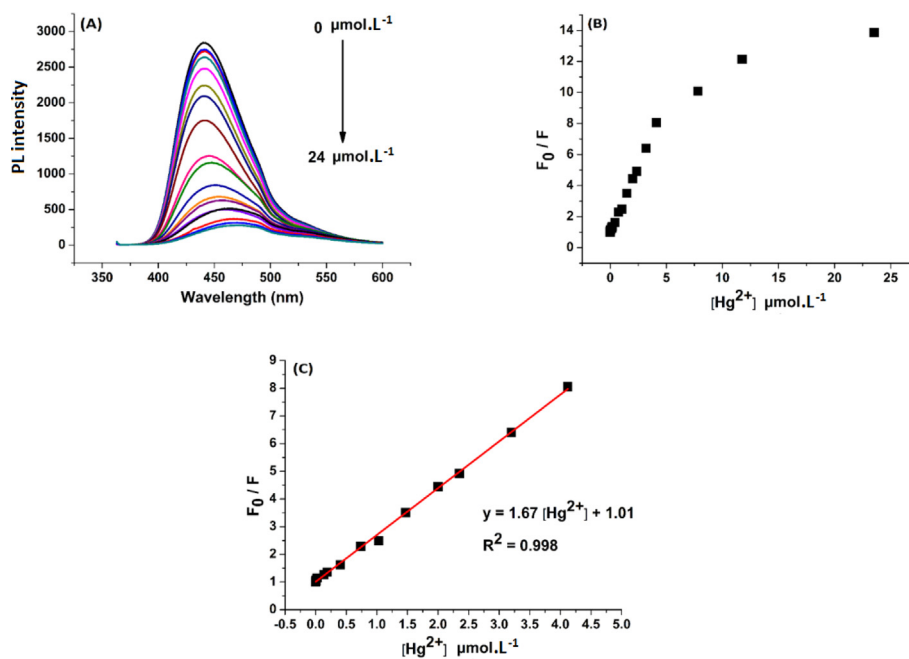 (A)
0 µmol.L-1
24 µmol.L-1
PL intensity
3000
2500
2000
1500
1000
500
0
350 400 450 500 550 600
Wavelength (nm)
(B)
F0 / F
14
12
10
8
6
4
2
0
0 5 10 15 20 25
[Hg2+] µmol.L-1
(C)
F0 / F
9
8
7
6
5
4
3
2
1
0
y = 1.67 [Hg2+] + 1.01
R2 = 0.998
-0.5 0.0 0.5 1.0 1.5 2.0 2.5 3.0 3.5 4.0 4.5 5.0
[Hg2+] µmol.L-1